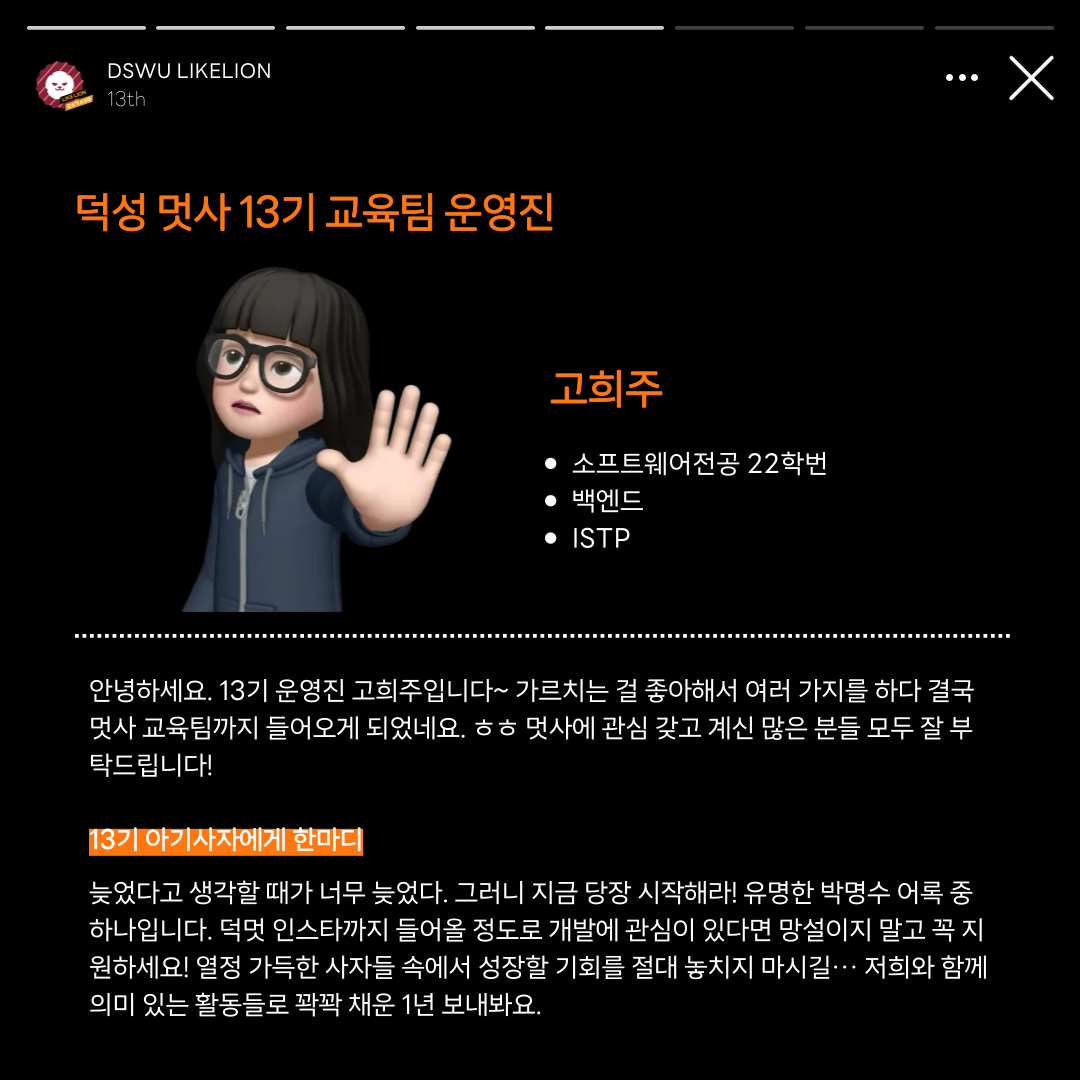 DSWU LIKELION
13th
덕성 멋사 13기 교육팀 운영진
고희주
소프트웨어전공 22학번
백엔드
ISTP
안녕하세요. 13기 운영진 고희주입니다~ 가르치는 걸 좋아해서 여러 가지를 하다 결국
멋사 교육팀까지 들어오게 되었네요. ㅎㅎ 멋사에 관심 갖고 계신 많은 분들 모두 잘 부
탁드립니다!
13기 아기사자에게 한마디
늦었다고 생각할 때가 너무 늦었다. 그러니 지금 당장 시작해라! 유명한 박명수 어록 중
하나입니다. 덕멋 인스타까지 들어올 정도로 개발에 관심이 있다면 망설이지 말고 꼭 지
원하세요! 열정 가득한 사자들 속에서 성장할 기회를 절대 놓치지 마시길… 저희와 함께
의미 있는 활동들로 꽉꽉 채운 1년 보내봐요.